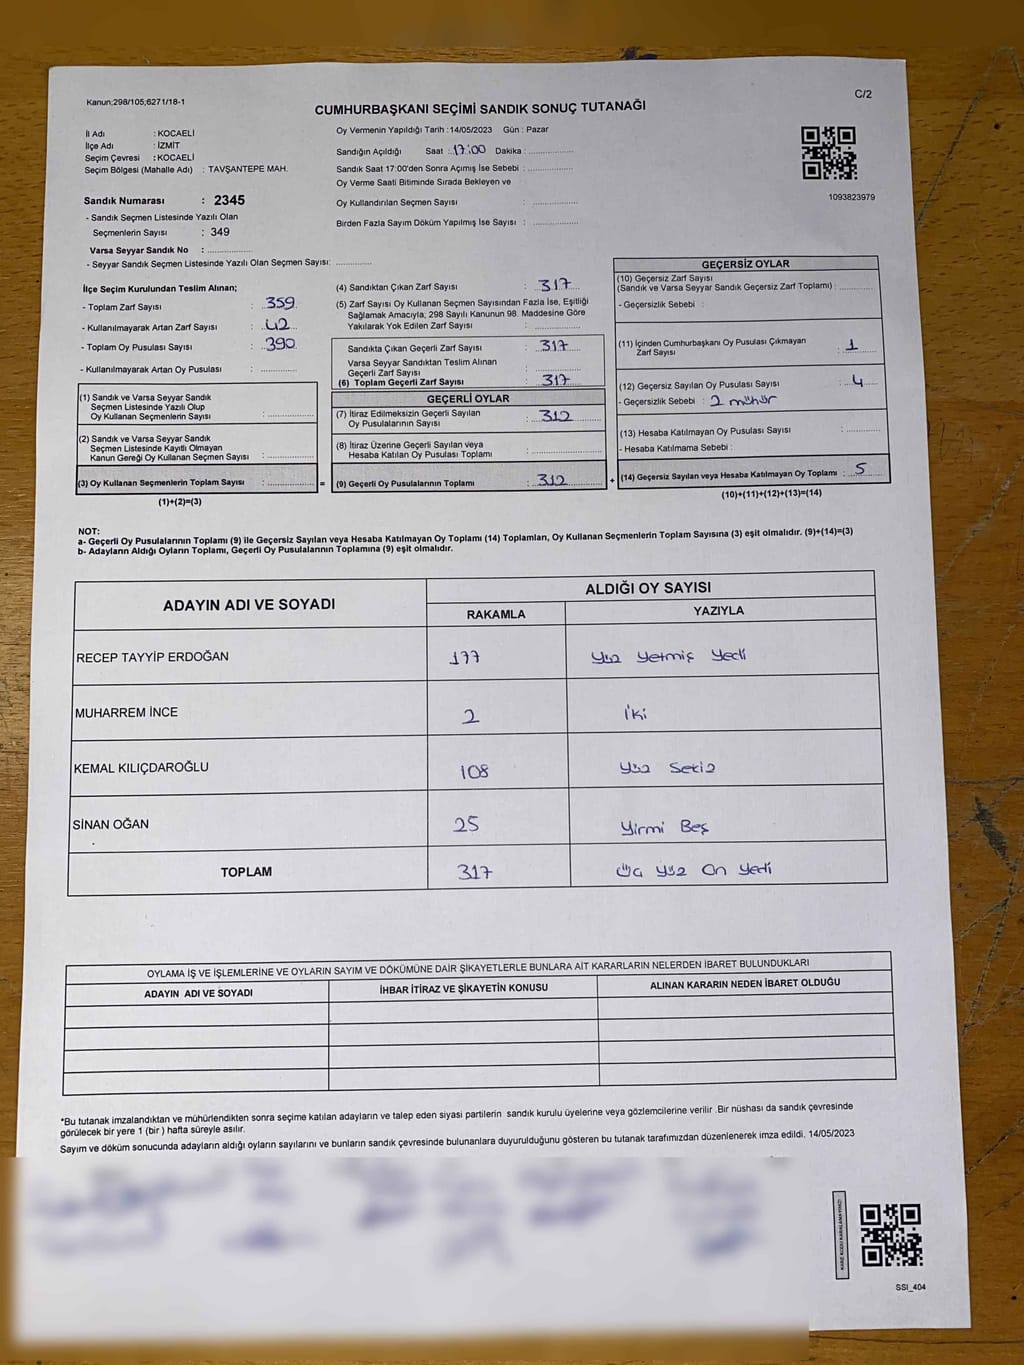 Kanun;298/105;6271/18-1
C/2
CUMHURBAŞKANI SEÇİMİ SANDIK SONUÇ TUTANAĞI
İl Adı : KOCAELİ
İlçe Adı : İZMİT
Seçim Çevresi : KOCAELİ
Seçim Bölgesi (Mahalle Adı) : TAVŞANTEPE MAH.
Sandık Numarası : 2345
- Sandık Seçmen Listesinde Yazılı Olan
Seçmenlerin Sayısı : 349
Varsa Seyyar Sandık No : ..............
- Seyyar Sandık Seçmen Listesinde Yazılı Olan Seçmen Sayısı: ............
Oy Vermenin Yapıldığı Tarih : 14/05/2023 Gün : Pazar
Sandığın Açıldığı Saat : 17:00 Dakika : ..............
Sandık Saat 17:00'den Sonra Açımış İse Sebebi : ..............
Oy Verme Saati Bitiminde Sırada Bekleyen ve
Oy Kullandırılan Seçmen Sayısı : ..............
Birden Fazla Sayım Döküm Yapılmış İse Sayısı : ..............
1093823979
İlçe Seçim Kurulundan Teslim Alınan;
- Toplam Zarf Sayısı : 359
- Kullanılmayarak Artan Zarf Sayısı : 42
- Toplam Oy Pusulası Sayısı : 390
- Kullanılmayarak Artan Oy Pusulası : ............
(1) Sandık ve Varsa Seyyar Sandık
Seçmen Listesinde Yazılı Olup
Oy Kullanan Seçmenlerin Sayısı : ..............
(2) Sandık ve Varsa Seyyar Sandık
Seçmen Listesinde Kayıtlı Olmayan
Kanun Gereği Oy Kullanan Seçmen Sayısı : ..............
(3) Oy Kullanan Seçmenlerin Toplam Sayısı : ..............
(1)+(2)=(3)
(4) Sandıktan Çıkan Zarf Sayısı : 317
(5) Zarf Sayısı Oy Kullanan Seçmen Sayısından Fazla İse, Eşitliği
Sağlamak Amacıyla; 298 Sayılı Kanunun 98. Maddesine Göre
Yakılarak Yok Edilen Zarf Sayısı : ..............
Sandıkta Çıkan Geçerli Zarf Sayısı : 317
Varsa Seyyar Sandıktan Teslim Alınan
Geçerli Zarf Sayısı : ..............
(6) Toplam Geçerli Zarf Sayısı : 317
GEÇERLİ OYLAR
(7) İtiraz Edilmeksizin Geçerli Sayılan
Oy Pusulalarının Sayısı : 312
(8) İtiraz Üzerine Geçerli Sayılan veya
Hesaba Katılan Oy Pusulası Toplamı : ..............
= (9) Geçerli Oy Pusulalarının Toplamı : 312
GEÇERSİZ OYLAR
(10) Geçersiz Zarf Sayısı
(Sandık ve Varsa Seyyar Sandık Geçersiz Zarf Toplamı) : ............
- Geçersizlik Sebebi :
(11) İçinden Cumhurbaşkanı Oy Pusulası Çıkmayan
Zarf Sayısı : 1
(12) Geçersiz Sayılan Oy Pusulası Sayısı : 4
- Geçersizlik Sebebi : 2 mühür
(13) Hesaba Katılmayan Oy Pusulası Sayısı : ............
- Hesaba Katılmama Sebebi :
+ (14) Geçersiz Sayılan veya Hesaba Katılmayan Oy Toplamı : 5
(10)+(11)+(12)+(13)=(14)
NOT:
a- Geçerli Oy Pusulalarının Toplamı (9) ile Geçersiz Sayılan veya Hesaba Katılmayan Oy Toplamı (14) Toplamları, Oy Kullanan Seçmenlerin Toplam Sayısına (3) eşit olmalıdır. (9)+(14)=(3)
b- Adayların Aldığı Oyların Toplamı, Geçerli Oy Pusulalarının Toplamına (9) eşit olmalıdır.
ADAYIN ADI VE SOYADI ALDIĞI OY SAYISI
RAKAMLA YAZIYLA
RECEP TAYYİP ERDOĞAN 177 Yüz Yetmiş Yedi
MUHARREM İNCE 2 İki
KEMAL KILIÇDAROĞLU 108 Yüz Sekiz
SİNAN OĞAN 25 Yirmi Beş
TOPLAM 317 Üç Yüz On Yedi
OYLAMA İŞ VE İŞLEMLERİNE VE OYLARIN SAYIM VE DÖKÜMÜNE DAİR ŞİKAYETLERLE BUNLARA AİT KARARLARIN NELERDEN İBARET BULUNDUKLARI
ADAYIN ADI VE SOYADI İHBAR İTİRAZ VE ŞİKAYETİN KONUSU ALINAN KARARIN NEDEN İBARET OLDUĞU
*Bu tutanak imzalandıktan ve mühürlendikten sonra seçime katılan adayların ve talep eden siyasi partilerin sandık kurulu üyelerine veya gözlemcilerine verilir .Bir nüshası da sandık çevresinde
görülecek bir yere 1 (bir ) hafta süreyle asılır.
Sayım ve döküm sonucunda adayların aldığı oyların sayılarını ve bunların sandık çevresinde bulunanlara duyurulduğunu gösteren bu tutanak tarafımızdan düzenlenerek imza edildi. 14/05/2023
SSI_404